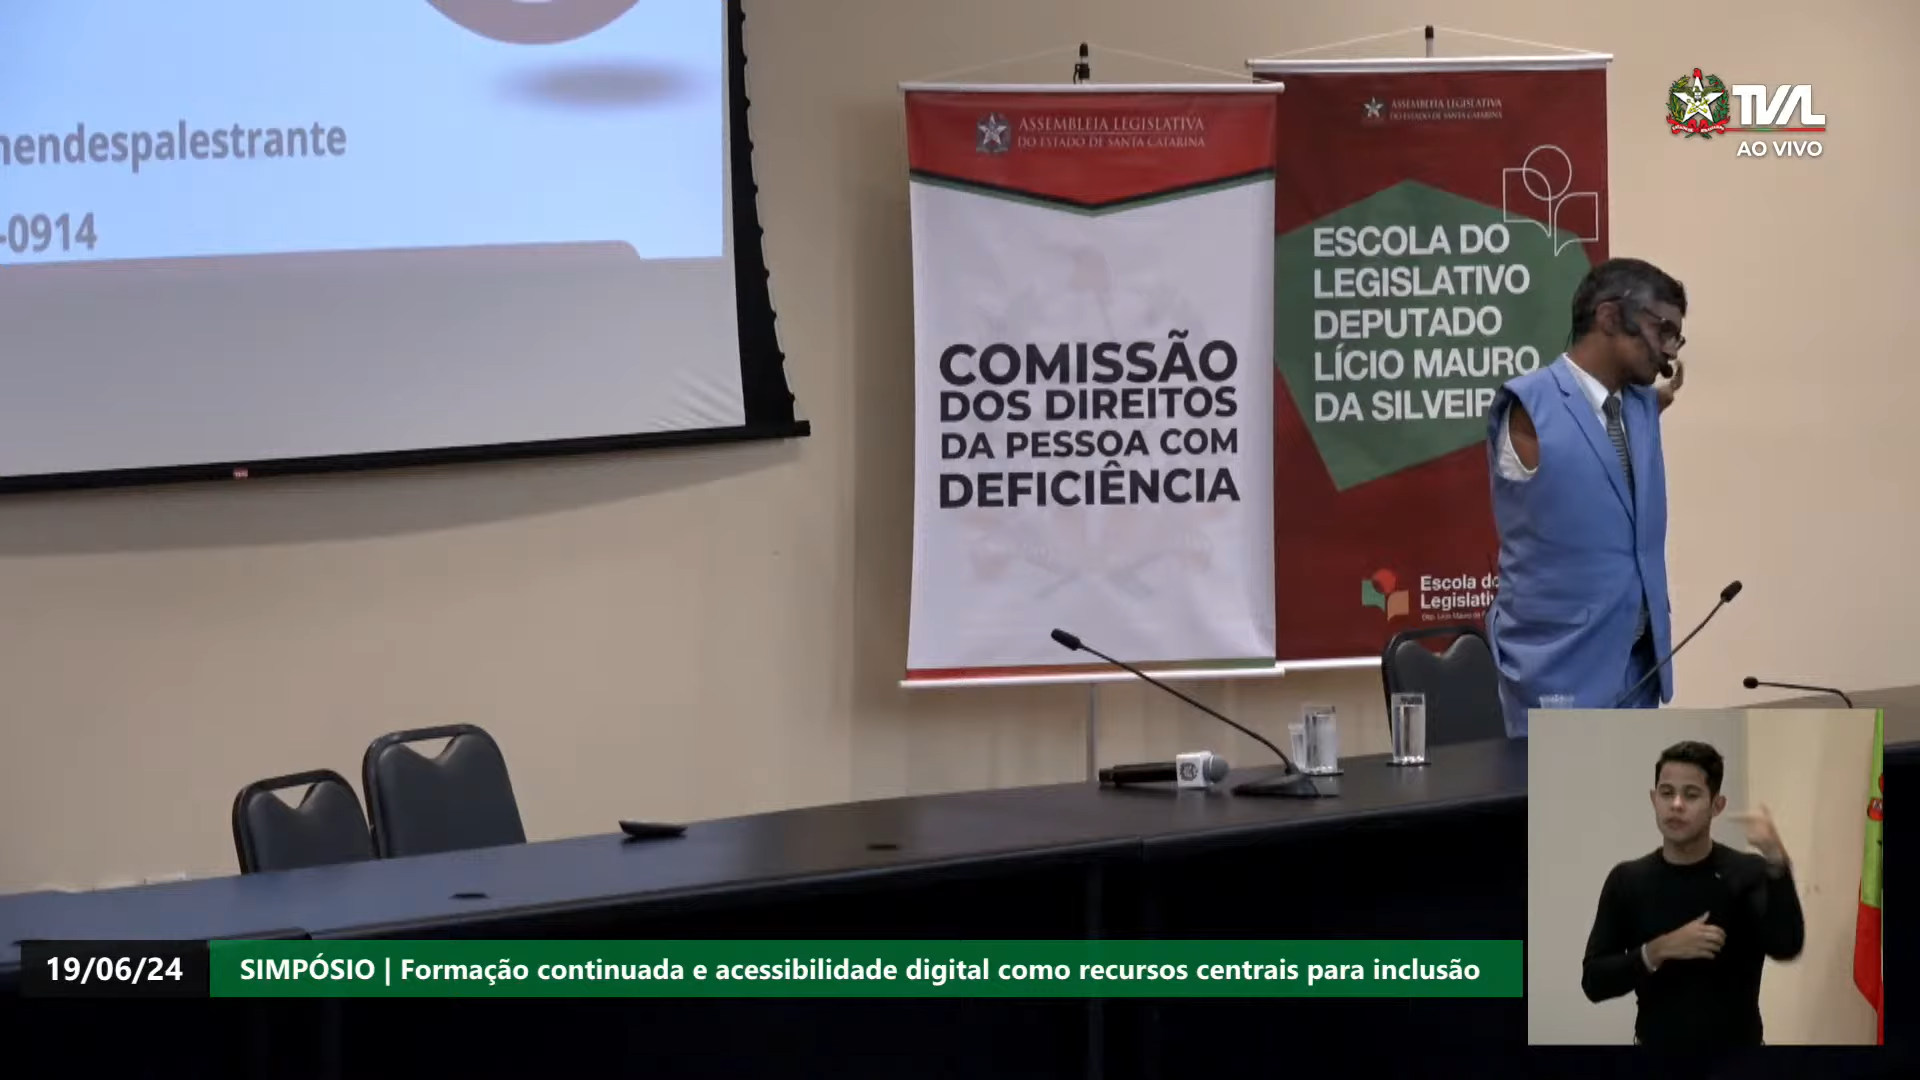 mendespalestrante
-0914
ASSEMBLEIA LEGISLATIVA
DO ESTADO DE SANTA CATARINA
COMISSÃO
DOS DIREITOS
DA PESSOA COM
DEFICIÊNCIA
ASSEMBLEIA LEGISLATIVA
DO ESTADO DE SANTA CATARINA
ESCOLA DO
LEGISLATIVO
DEPUTADO
LÍCIO MAURO
DA SILVEIR
Escola do
Legislativ
TVAL
AO VIVO
19/06/24
SIMPÓSIO | Formação continuada e acessibilidade digital como recursos centrais para inclusão